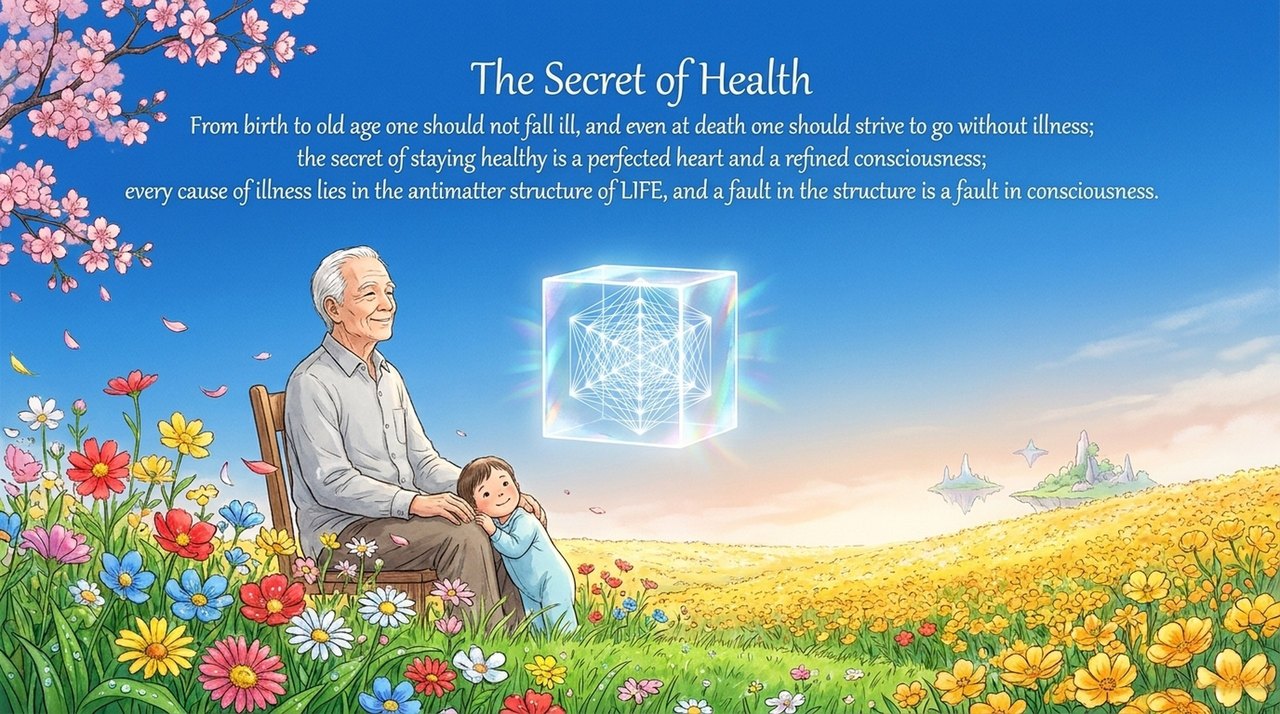 The Secret of Health
From birth to old age one should not fall ill, and even at death one should strive to go without illness;
the secret of staying healthy is a perfected heart and a refined consciousness;
every cause of illness lies in the antimatter structure of LIFE, and a fault in the structure is a fault in consciousness.